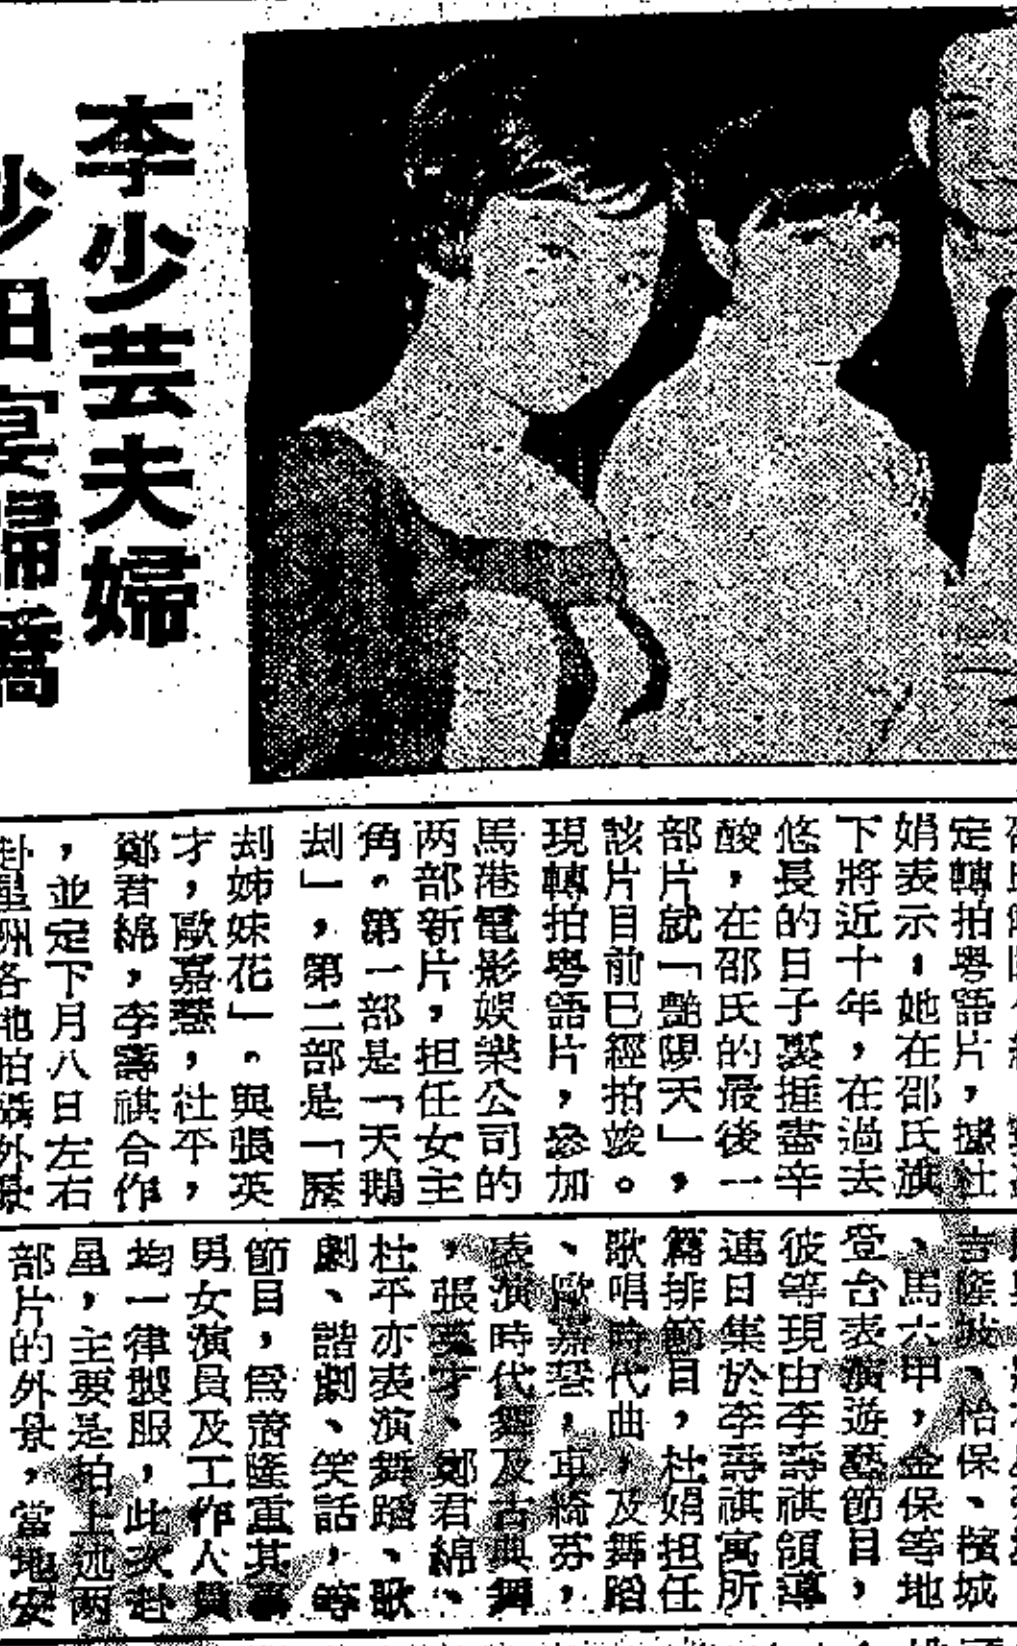 定轉拍粤語片，據杜
娟表示：她在邵氏旗
下將近十年，在過去
悠長的日子裏捱盡辛
酸，在邵氏的最後一
部片就「艶陽天」，
該片目前已經拍竣。
現轉拍粤語片，參加
馬港電影娛樂公司的
两部新片，担任女主
角。第一部是「天鵝
刦」，第二部是「歷
刦姊妹花」。與張英
才，歐嘉慧，杜平，
鄭君綿，李壽祺合作
，並定下月八日左右
赴星洲各地拍攝外景
吉隆坡、怡保、檳城
、馬六甲，金保等地
登台表演遊藝節目，
彼等現由李壽祺領導
連日集於李壽祺寓所
篇排節目，杜娟担任
歌唱時代曲，及舞蹈
、歐嘉慧，車綺芬，
表演時代舞及古典舞
，張英才、鄭君綿、
杜平亦表演舞蹈、歌
劇、諧劇、笑話，等
節目，爲着隆重其事
男女演員及工作人員
均一律製服，此次赴
星，主要是拍上述两
部片的外景，當地安
李少芸夫婦
宴歸僑